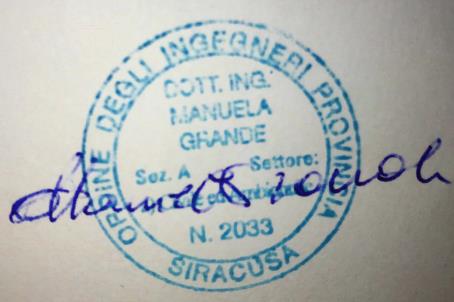 ORDINE DEGLI INGEGNERI PROVINCIA
SIRACUSA
DOTT. ING.
MANUELA
GRANDE
Sez. A Settore:
N. 2033